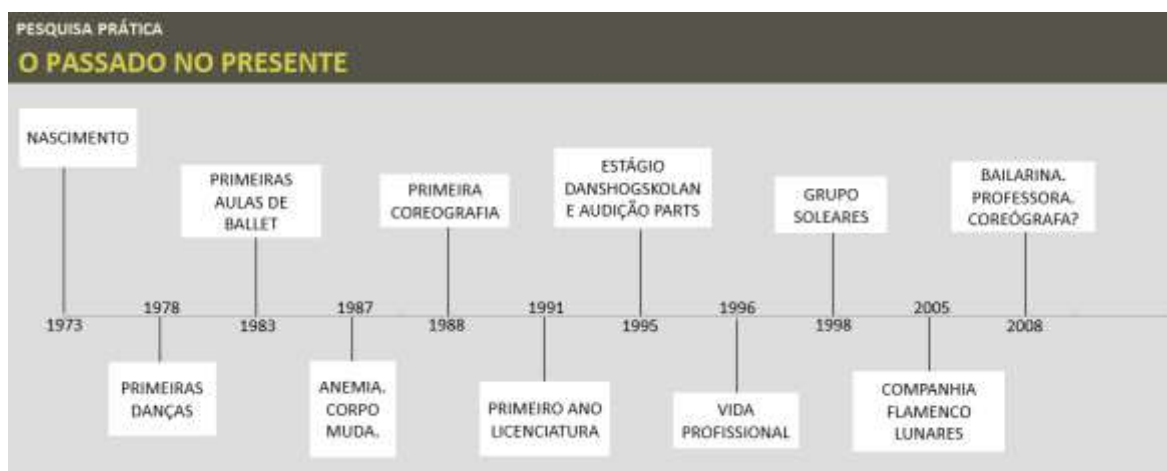 PESQUISA PRÁTICA
O PASSADO NO PRESENTE
NASCIMENTO
1973
1978
PRIMEIRAS
DANÇAS
PRIMEIRAS
AULAS DE
BALLET
1983
1987
ANEMIA.
CORPO
MUDA.
PRIMEIRA
COREOGRAFIA
1988
1991
PRIMEIRO ANO
LICENCIATURA
ESTÁGIO
DANSHOGSKOLAN
E AUDIÇÃO PARTS
1995
1996
VIDA
PROFISSIONAL
GRUPO
SOLEARES
1998
2005
COMPANHIA
FLAMENCO
LUNARES
BAILARINA.
PROFESSORA.
COREÓGRAFA?
2008